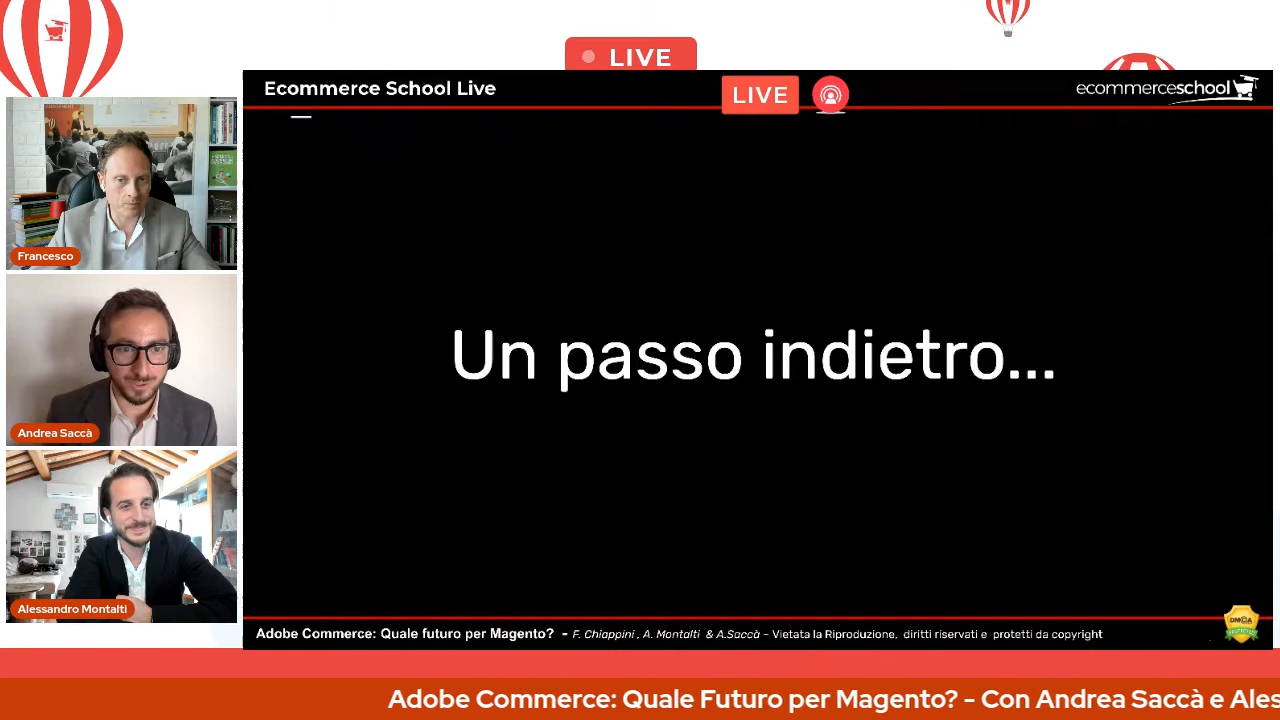 LIVE
Ecommerce School Live
LIVE
ecommerceschool
Francesco
Andrea Saccà
Alessandro Montalti
Un passo indietro...
Adobe Commerce: Quale futuro per Magento? - F. Chiappini , A. Montalti & A.Saccà – Vietata la Riproduzione, diritti riservati e protetti da copyright
DMCA
Adobe Commerce: Quale Futuro per Magento? - Con Andrea Saccà e Ales